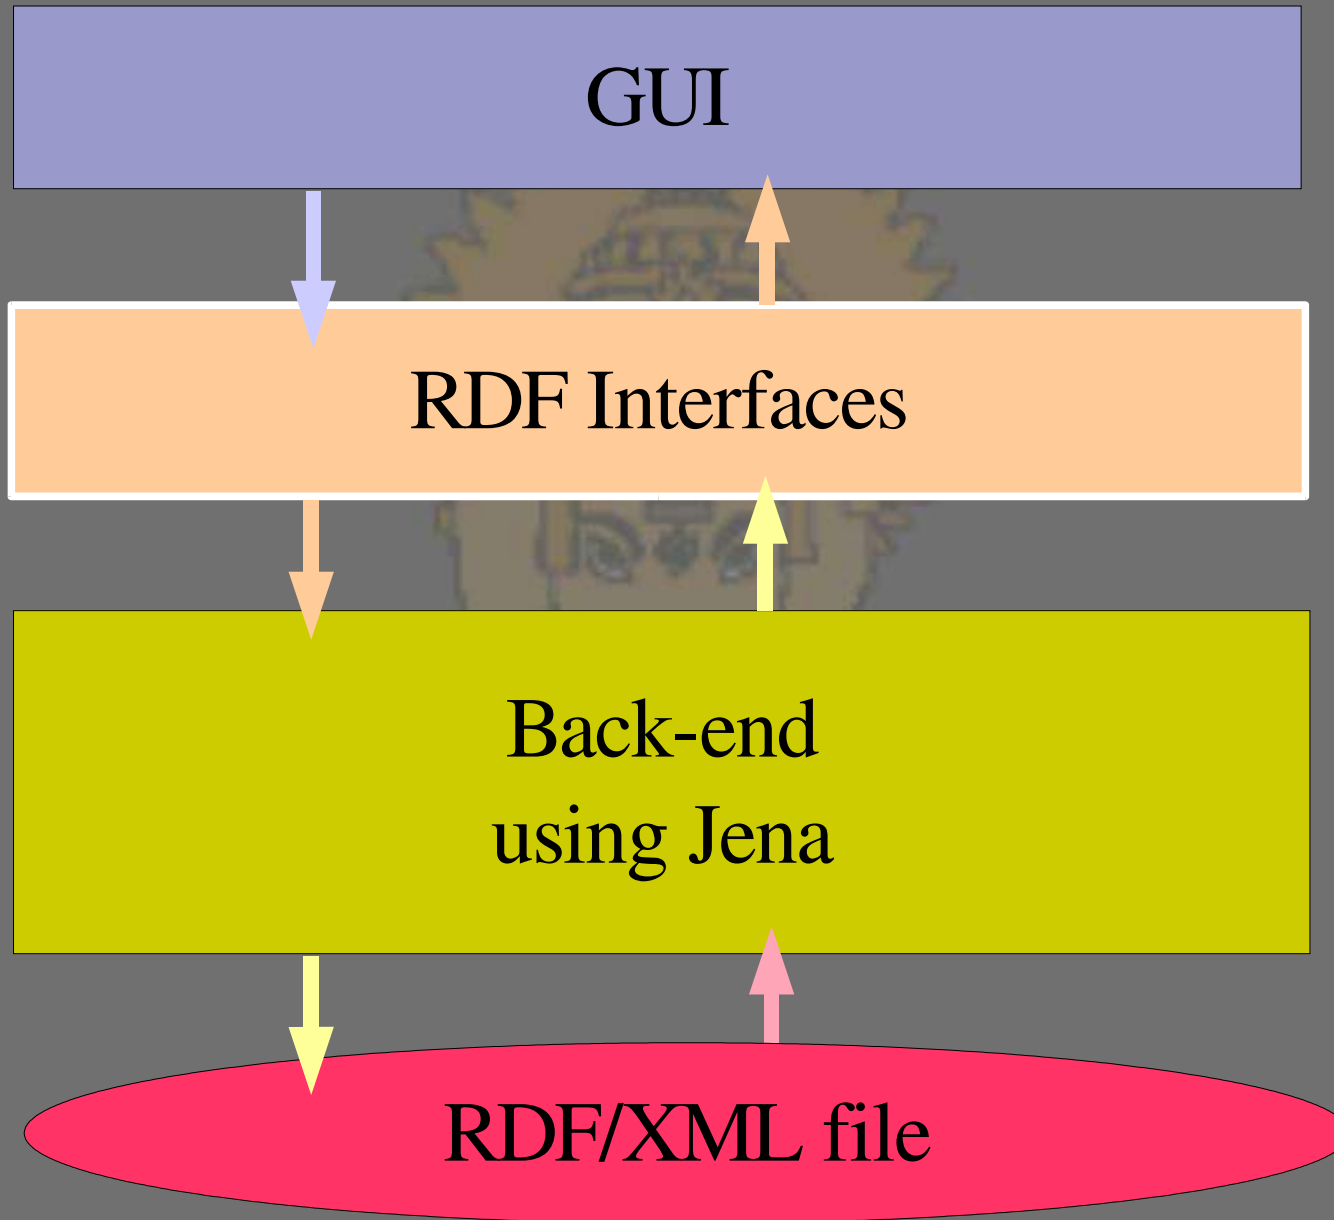 GUI
RDF Interfaces
Back-end
using Jena
RDF/XML file